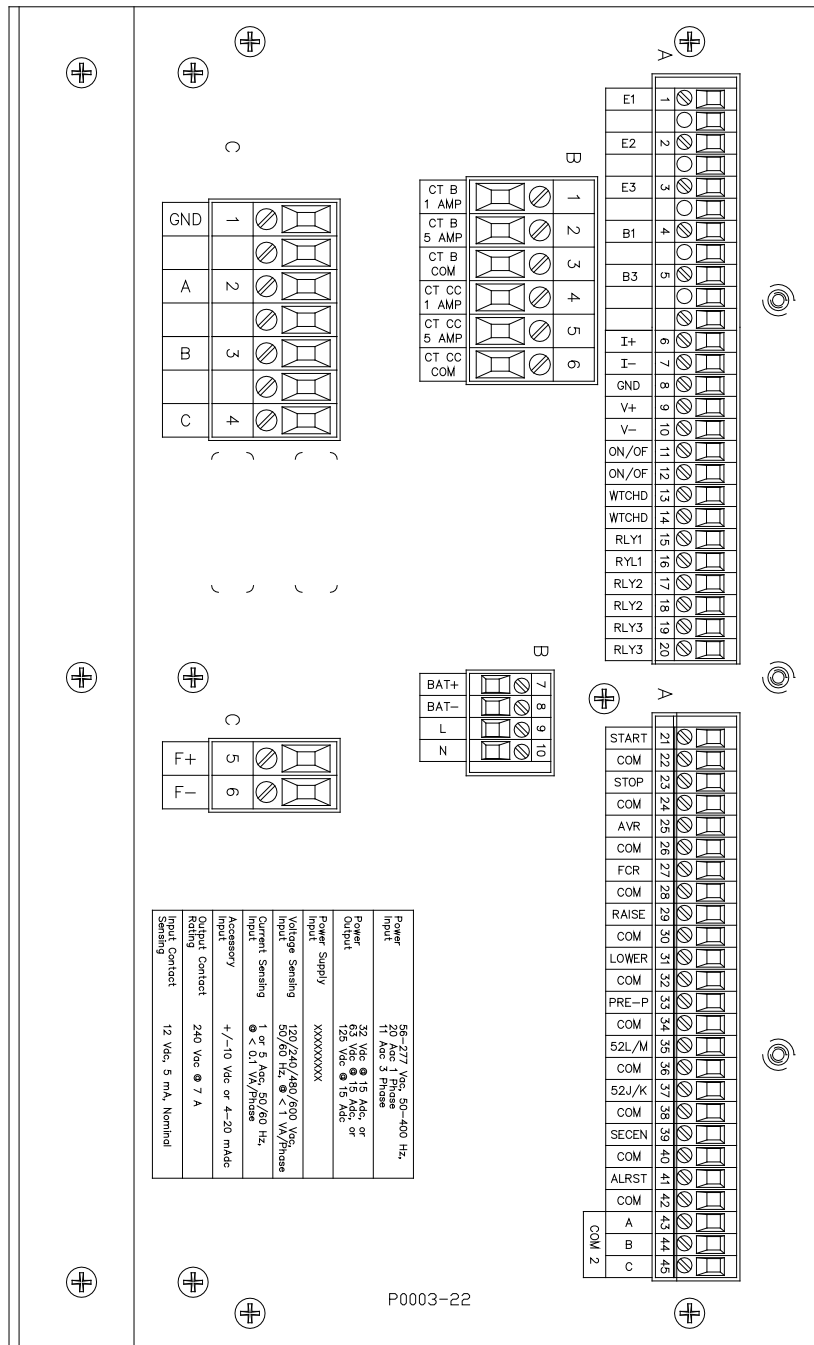 A
E1 1
E2 2
E3 3
B1 4
B3 5
I+ 6
I- 7
GND 8
V+ 9
V- 10
ON/OF 11
ON/OF 12
WTCHD 13
WTCHD 14
RLY1 15
RYL1 16
RLY2 17
RLY2 18
RLY3 19
RLY3 20
C
GND 1
A 2
B 3
C 4
B
CT B
1 AMP 1
CT B
5 AMP 2
CT B
COM 3
CT CC
1 AMP 4
CT CC
5 AMP 5
CT CC
COM 6
B
BAT+ 7
BAT- 8
L 9
N 10
C
F+ 5
F- 6
A
START 21
COM 22
STOP 23
COM 24
AVR 25
COM 26
FCR 27
COM 28
RAISE 29
COM 30
LOWER 31
COM 32
PRE-P 33
COM 34
52L/M 35
COM 36
52J/K 37
COM 38
SECEN 39
COM 40
ALRST 41
COM 42
A 43
B 44
C 45
COM 2
Power
Input
56-277 Vac, 50-400 Hz,
20 Aac 1 Phase
11 Aac 3 Phase
Power
Output
32 Vdc @ 15 Adc, or
63 Vdc @ 15 Adc, or
125 Vdc @ 15 Adc
Power Supply
Input
XXXXXXXXX
Voltage Sensing
Input
120/240/480/600 Vac,
50/60 Hz, @ < 1 VA/Phase
Current Sensing
Input
1 or 5 Aac, 50/60 Hz,
@ < 0.1 VA/Phase
Accessory
Input
+/-10 Vdc or 4-20 mAdc
Output Contact
Rating
240 Vac @ 7 A
Input Contact
Sensing
12 Vdc, 5 mA, Nominal
P0003-22